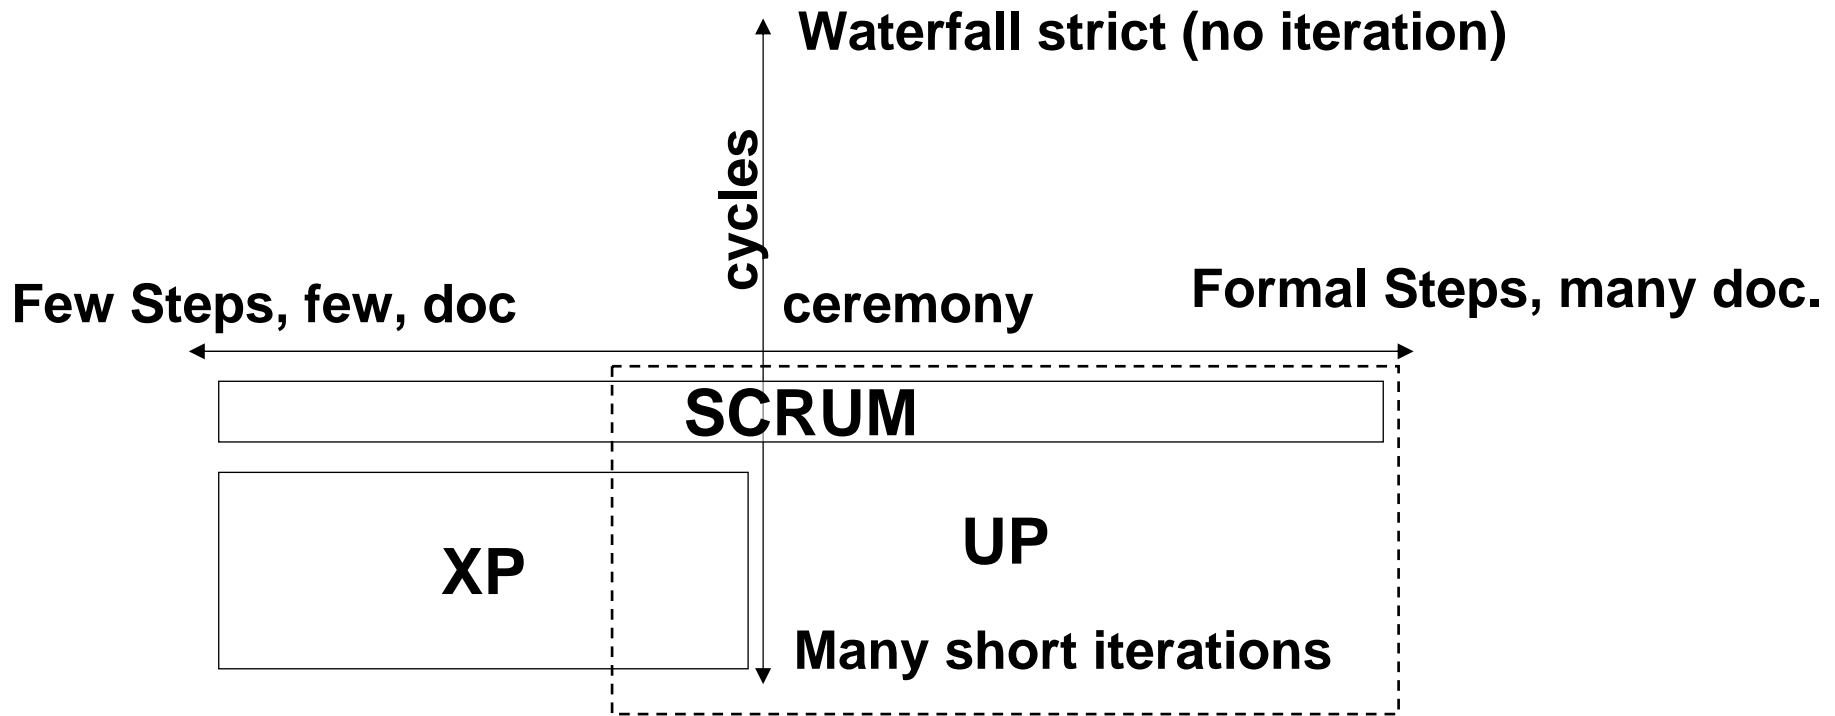 Waterfall strict (no iteration)
cycles
Few Steps, few, doc
ceremony
Formal Steps, many doc.
SCRUM
XP
UP
Many short iterations